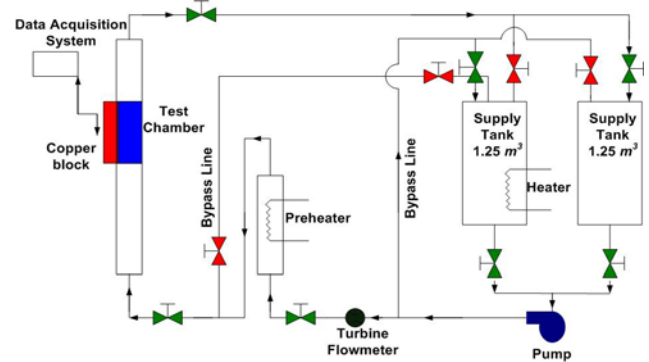 Data Acquisition
System
Heater
Test
Chamber
Copper
block
Bypass Line
Preheater
Bypass Line
Supply
Tank
1.25 m³
Supply
Tank
1.25 m³
Heater
Turbine
Flowmeter
Pump